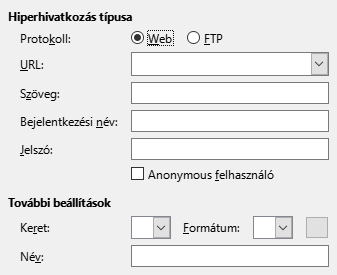 Hiperhivatkozás típusa
Protokoll: Web FTP
URL:
Szöveg:
Bejelentkezési név:
Jelszó:
Anonymous felhasználó
További beállítások
Keret: Formátum:
Név: